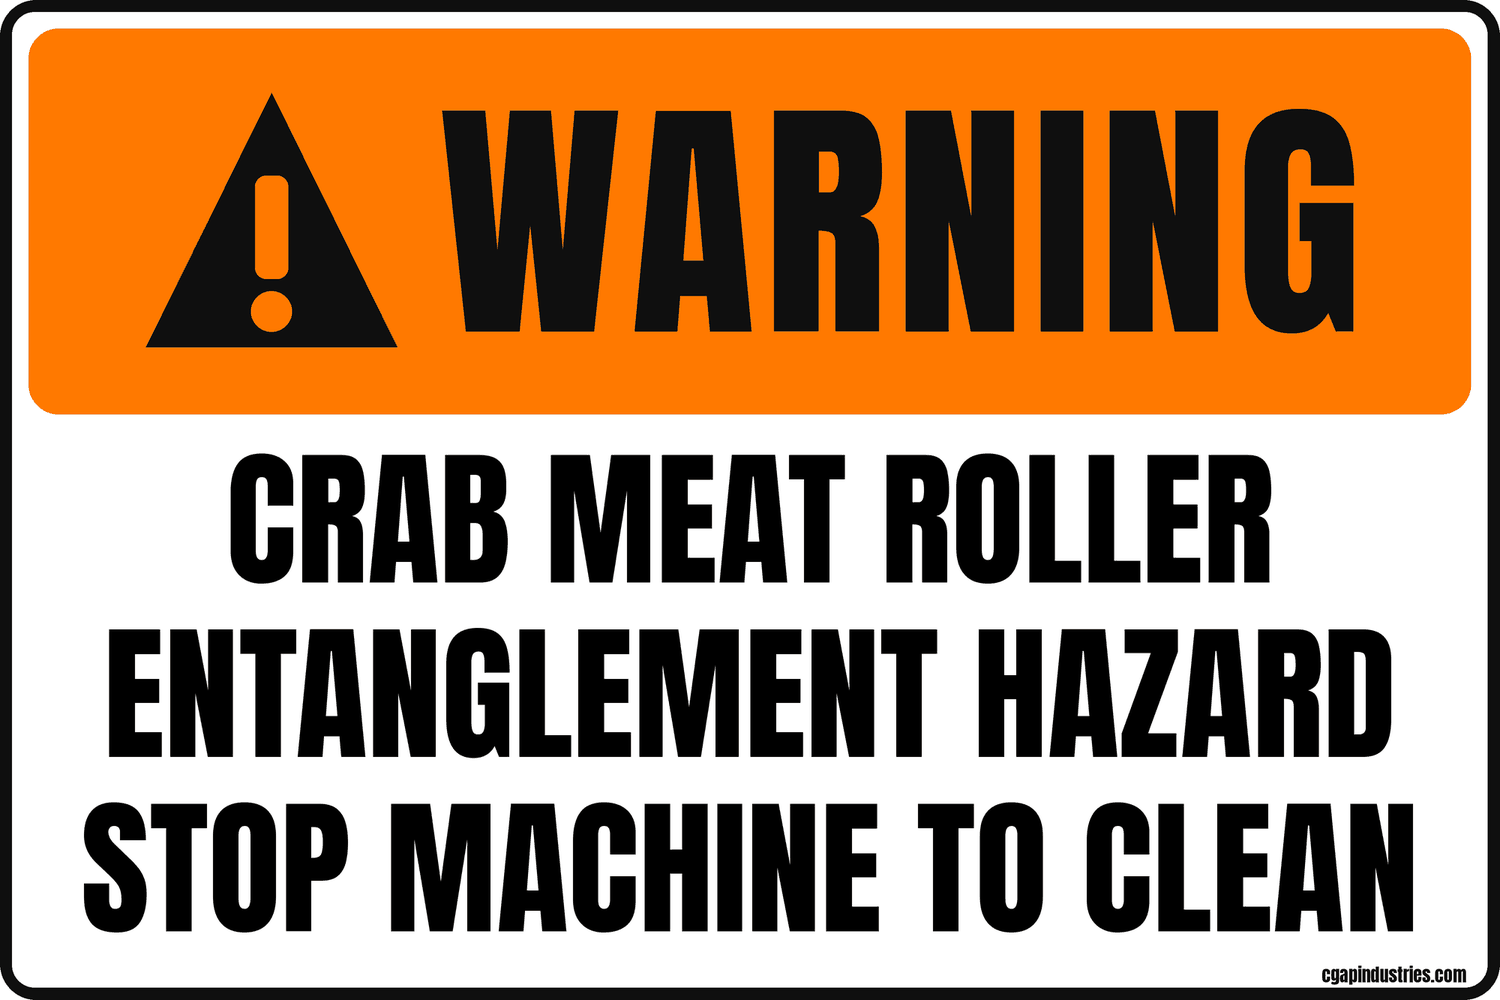 WARNING
CRAB MEAT ROLLER
ENTANGLEMENT HAZARD
STOP MACHINE TO CLEAN
cgapindustries.com